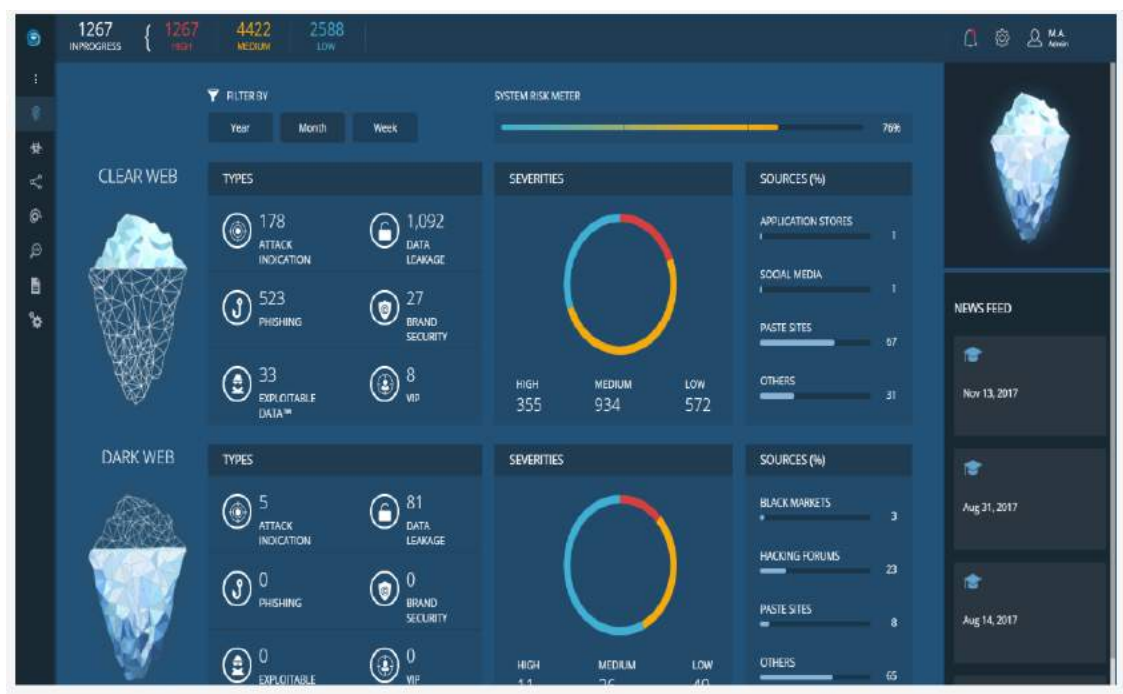 1267
INPROGRESS
{
1267
HIGH
4422
MEDIUM
2588
LOW
M.A.
Admin
FILTER BY
Year
Month
Week
SYSTEM RISK METER
76%
CLEAR WEB
TYPES
178
ATTACK
INDICATION
1,092
DATA
LEAKAGE
523
PHISHING
27
BRAND
SECURITY
33
EXPLOITABLE
DATA™
8
VIP
SEVERITIES
HIGH
355
MEDIUM
934
LOW
572
SOURCES (%)
APPLICATION STORES
1
SOCIAL MEDIA
1
PASTE SITES
67
OTHERS
31
DARK WEB
TYPES
5
ATTACK
INDICATION
81
DATA
LEAKAGE
0
PHISHING
0
BRAND
SECURITY
0
EXPLOITABLE
0
VIP
SEVERITIES
HIGH
MEDIUM
LOW
SOURCES (%)
BLACK MARKETS
3
HACKING FORUMS
23
PASTE SITES
8
OTHERS
65
NEWS FEED
Nov 13, 2017
Aug 31, 2017
Aug 14, 2017